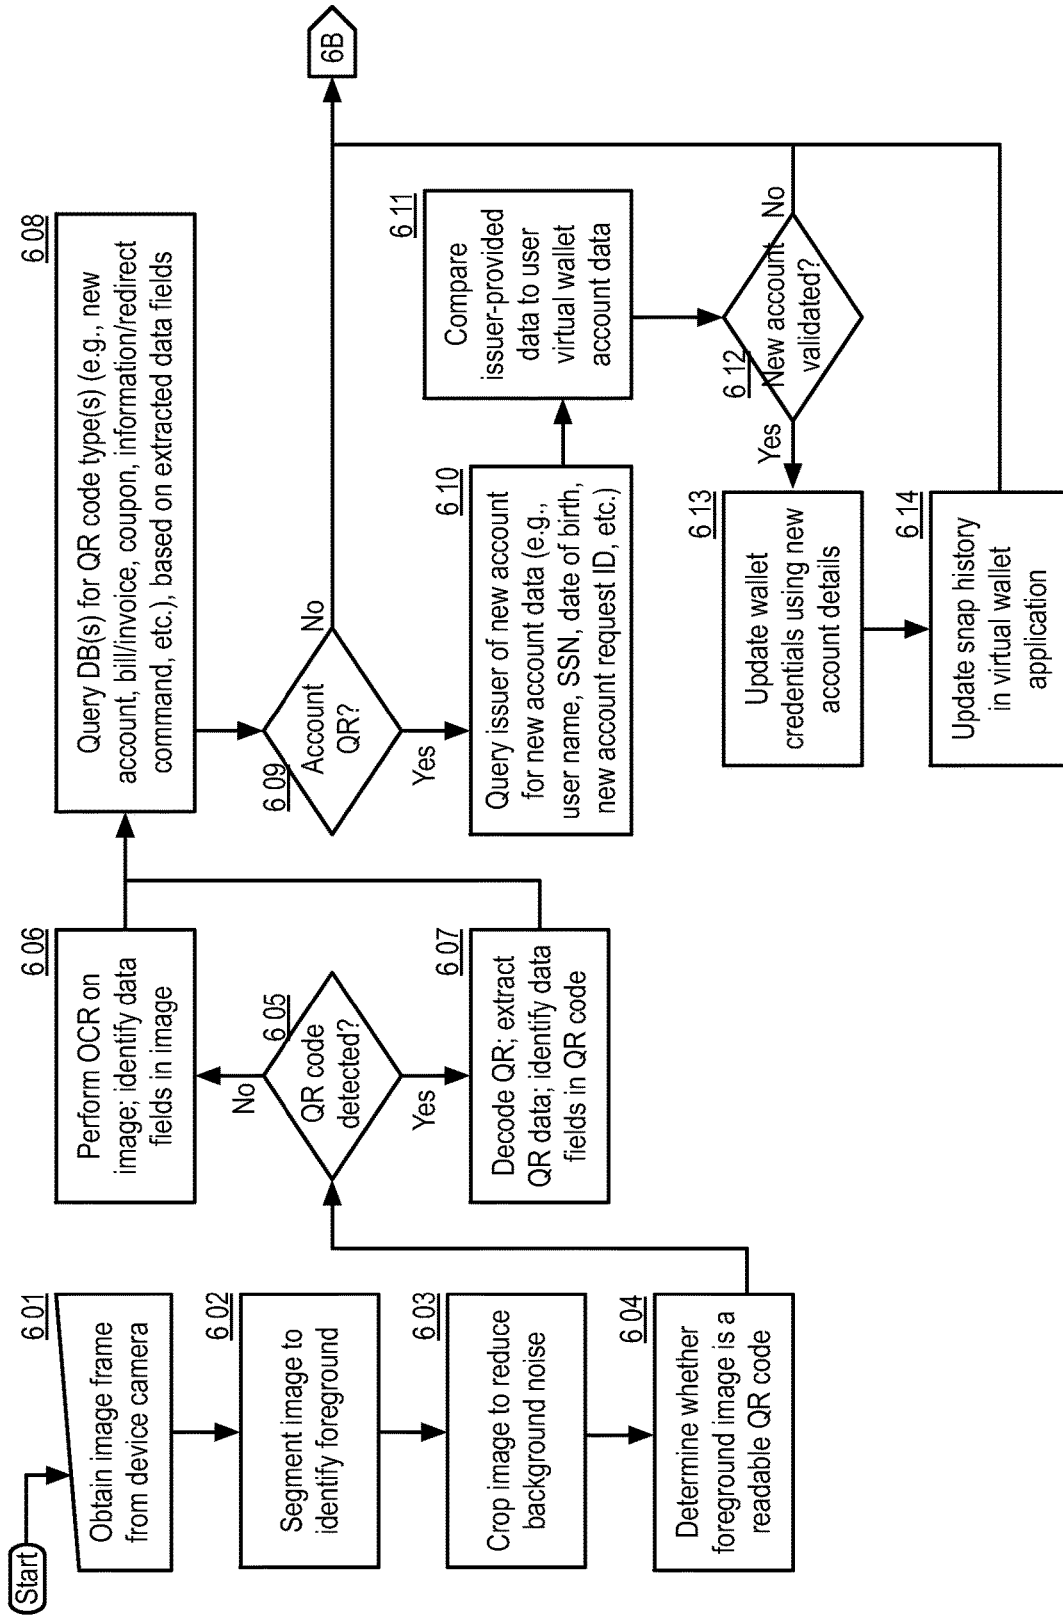 Start
6 01
Obtain image frame
from device camera
6 02
Segment image to
identify foreground
6 03
Crop image to reduce
background noise
6 04
Determine whether
foreground image is a
readable QR code
6 05
QR code
detected?
No
Yes
6 06
Perform OCR on
image; identify data
fields in image
6 07
Decode QR; extract
QR data; identify data
fields in QR code
6 08
Query DB(s) for QR code type(s) (e.g., new
account, bill/invoice, coupon, information/redirect
command, etc.), based on extracted data fields
6 09
Account
QR?
No
Yes
6 10
Query issuer of new account
for new account data (e.g.,
user name, SSN, date of birth,
new account request ID, etc.)
6 11
Compare
issuer-provided
data to user
virtual wallet
account data
6 12
New account
validated?
No
Yes
6 13
Update wallet
credentials using new
account details
6 14
Update snap history
in virtual wallet
application
6B